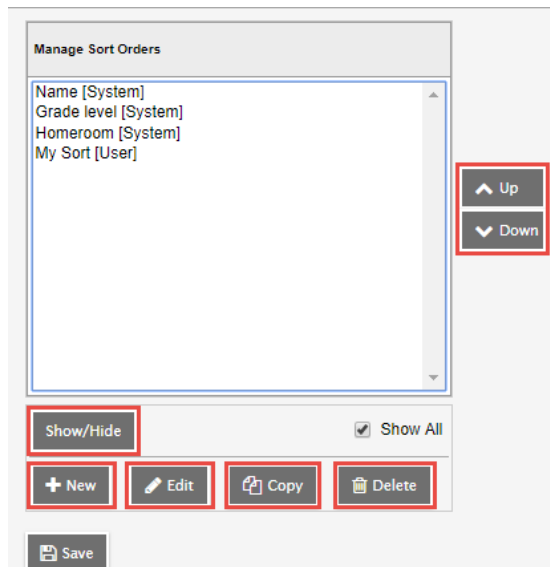 Manage Sort Orders
Name [System]
Grade level [System]
Homeroom [System]
My Sort [User]
Up
Down
Show/Hide
Show All
New
Edit
Copy
Delete
Save